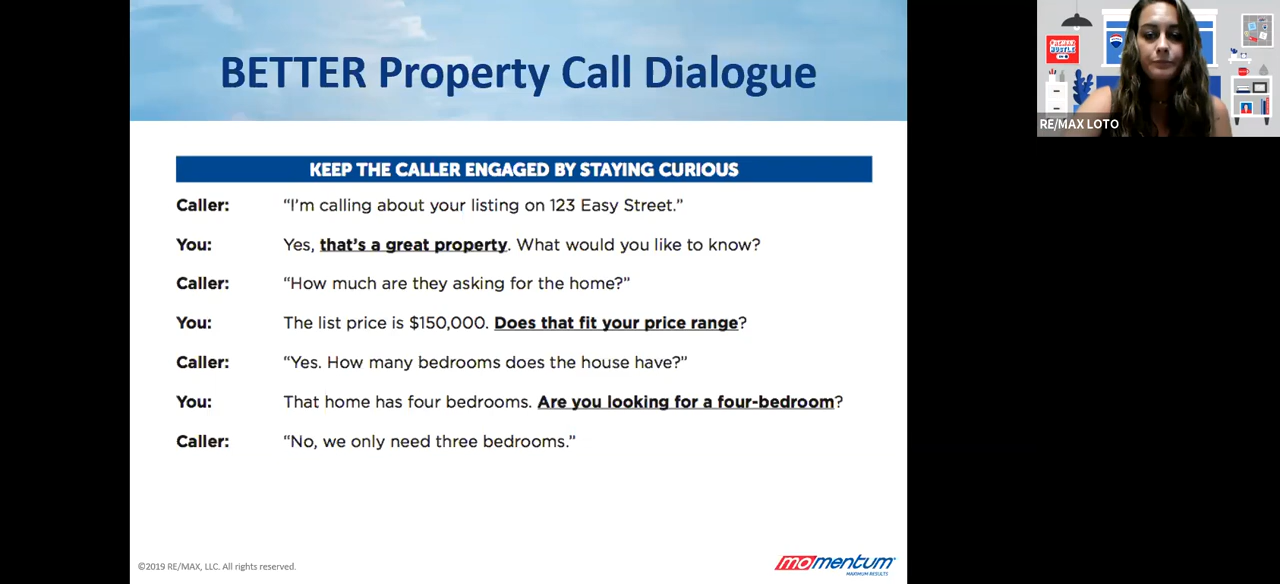 BETTER Property Call Dialogue
KEEP THE CALLER ENGAGED BY STAYING CURIOUS
Caller: “I’m calling about your listing on 123 Easy Street.”
You: Yes, that’s a great property. What would you like to know?
Caller: “How much are they asking for the home?”
You: The list price is $150,000. Does that fit your price range?
Caller: “Yes. How many bedrooms does the house have?”
You: That home has four bedrooms. Are you looking for a four-bedroom?
Caller: “No, we only need three bedrooms.”
©2019 RE/MAX, LLC. All rights reserved.
momentum
MAXIMUM RESULTS
RE/MAX LOTO